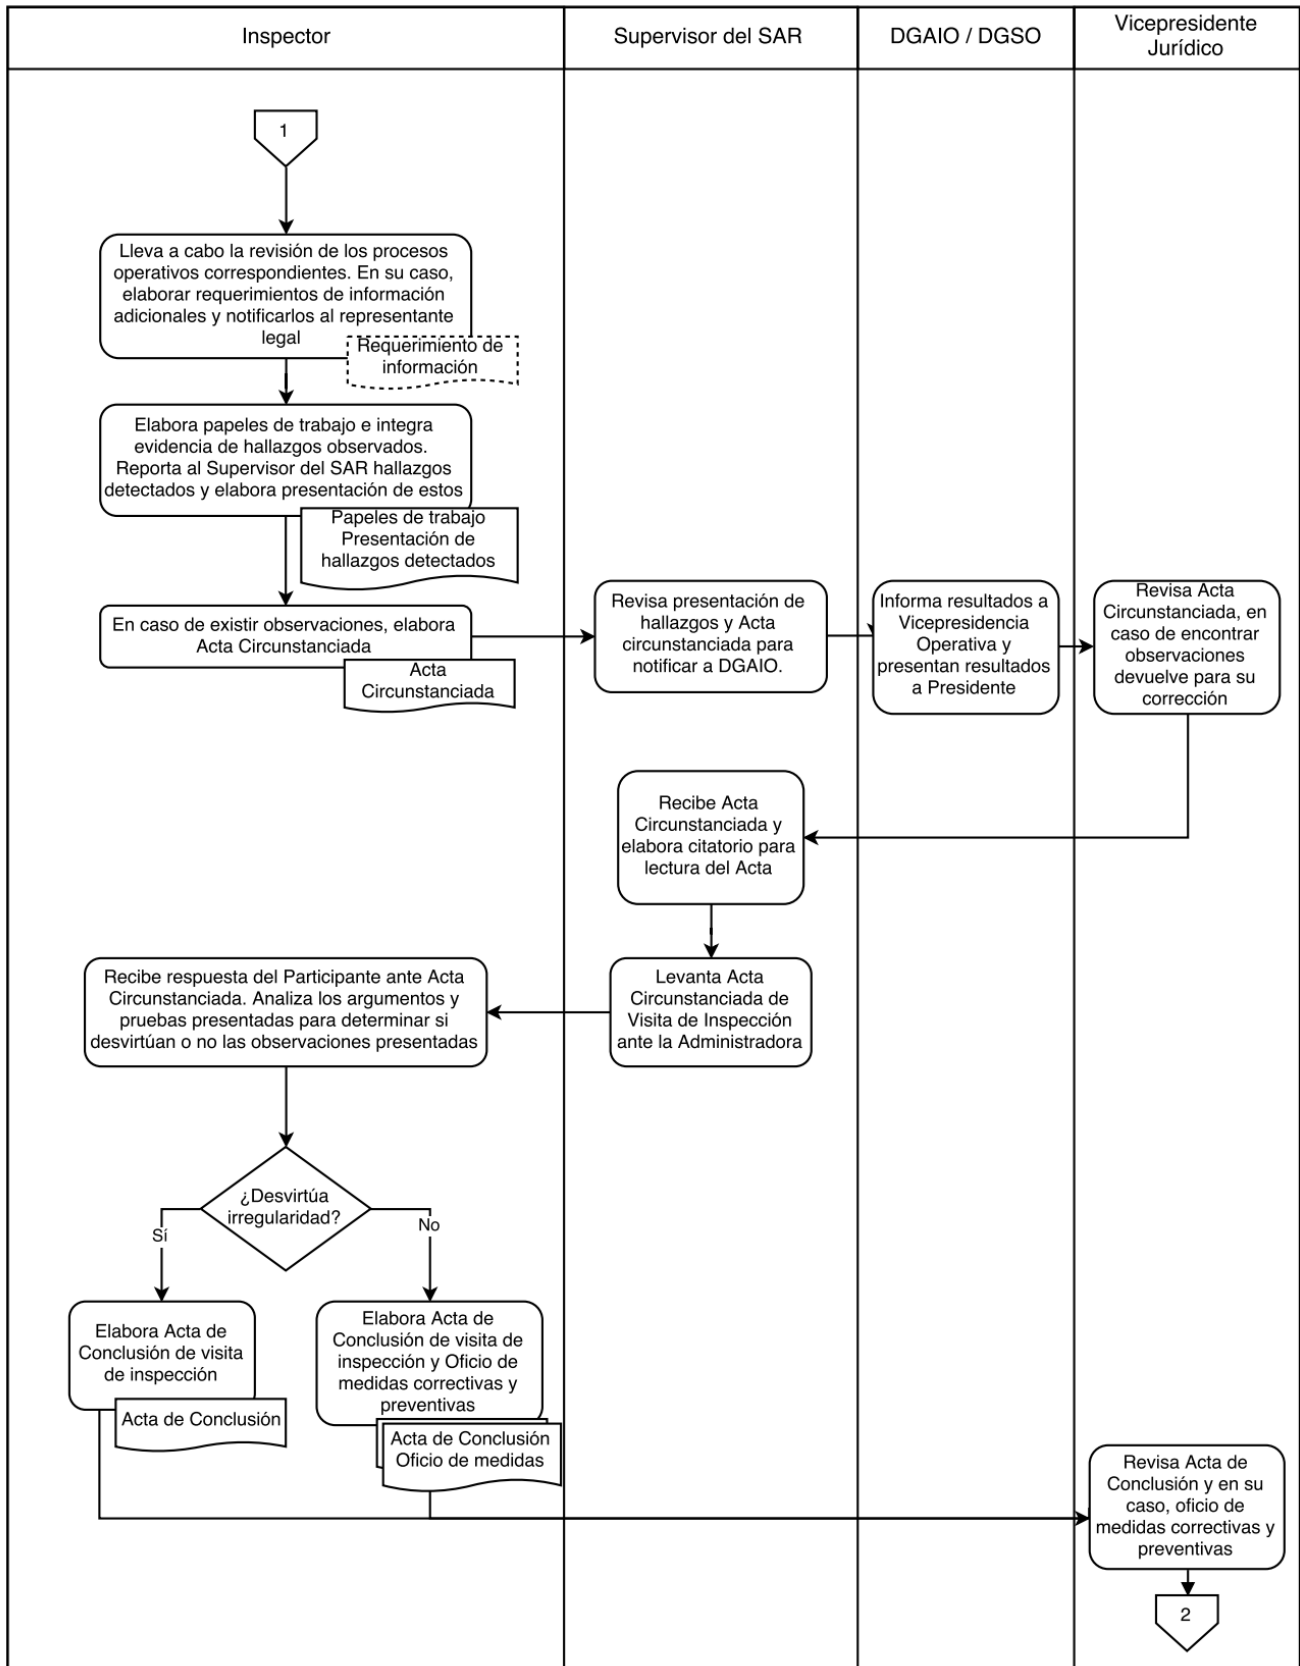 Inspector
Supervisor del SAR
DGAIO / DGSO
Vicepresidente
Jurídico
1
Lleva a cabo la revisión de los procesos
operativos correspondientes. En su caso,
elaborar requerimientos de información
adicionales y notificarlos al representante
legal
Requerimiento de
información
Elabora papeles de trabajo e integra
evidencia de hallazgos observados.
Reporta al Supervisor del SAR hallazgos
detectados y elabora presentación de estos
Papeles de trabajo
Presentación de
hallazgos detectados
En caso de existir observaciones, elabora
Acta Circunstanciada
Acta
Circunstanciada
Revisa presentación de
hallazgos y Acta
circunstanciada para
notificar a DGAIO.
Informa resultados a
Vicepresidencia
Operativa y
presentan resultados
a Presidente
Revisa Acta
Circunstanciada, en
caso de encontrar
observaciones
devuelve para su
corrección
Recibe Acta
Circunstanciada y
elabora citatorio para
lectura del Acta
Levanta Acta
Circunstanciada de
Visita de Inspección
ante la Administradora
Recibe respuesta del Participante ante Acta
Circunstanciada. Analiza los argumentos y
pruebas presentadas para determinar si
desvirtúan o no las observaciones presentadas
¿Desvirtúa
irregularidad?
Sí
No
Elabora Acta de
Conclusión de visita
de inspección
Acta de Conclusión
Elabora Acta de
Conclusión de visita de
inspección y Oficio de
medidas correctivas y
preventivas
Acta de Conclusión
Oficio de medidas
Revisa Acta de
Conclusión y en su
caso, oficio de
medidas correctivas y
preventivas
2